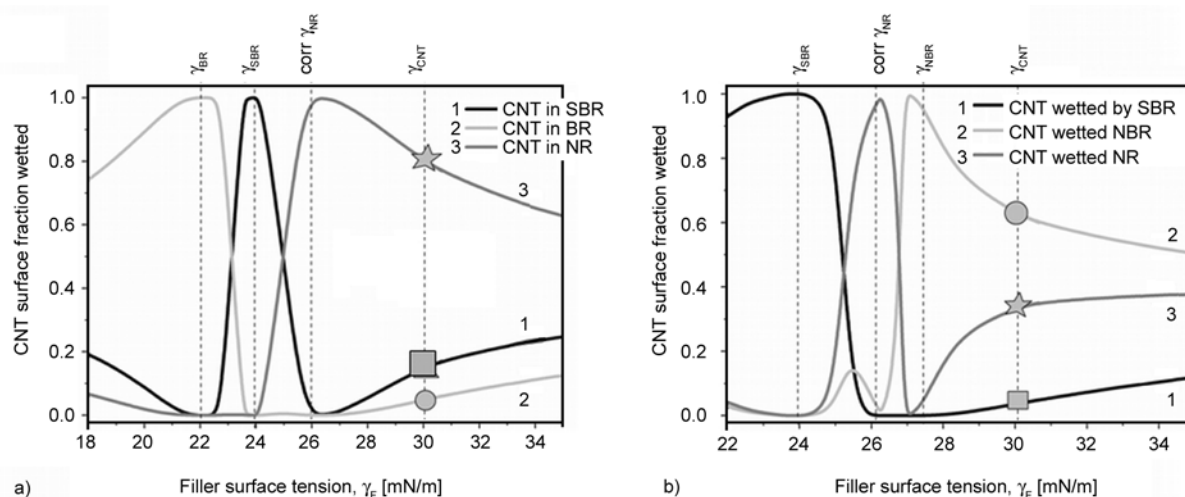 γBR
γSBR
corr γNR
γCNT
CNT surface fraction wetted
1.0
0.8
0.6
0.4
0.2
0.0
1 CNT in SBR
2 CNT in BR
3 CNT in NR
3
1
2
18 20 22 24 26 28 30 32 34
a) Filler surface tension, γF [mN/m]
γSBR
corr γNR
γNBR
γCNT
CNT surface fraction wetted
1.0
0.8
0.6
0.4
0.2
0.0
1 CNT wetted by SBR
2 CNT wetted NBR
3 CNT wetted NR
2
3
1
22 24 26 28 30 32 34
b) Filler surface tension, γF [mN/m]